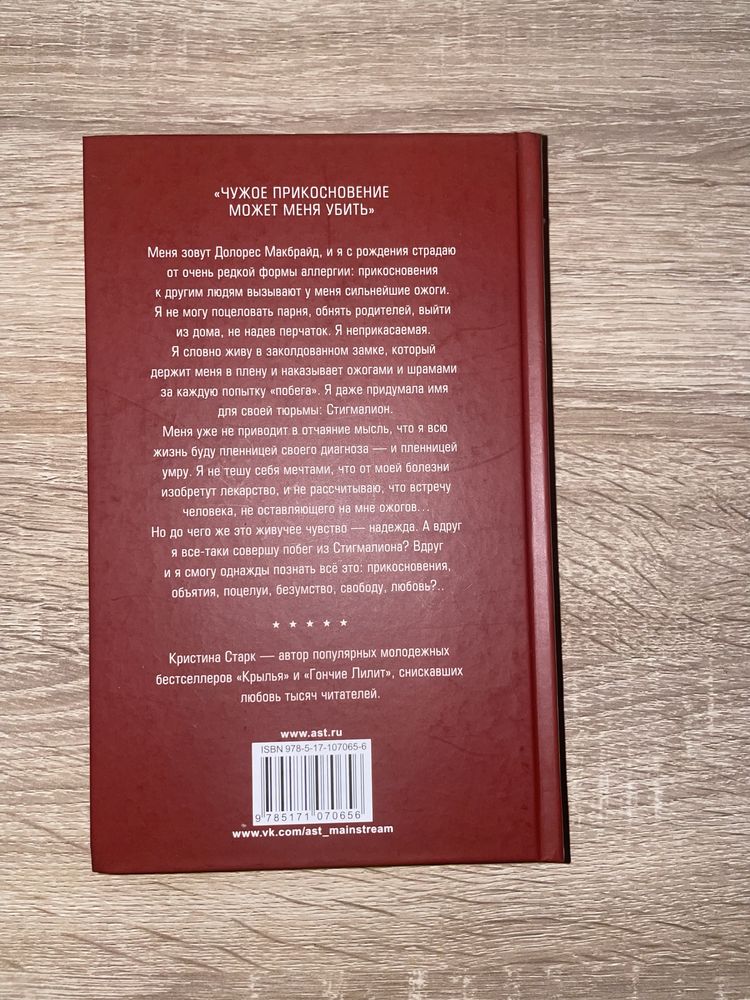 «ЧУЖОЕ ПРИКОСНОВЕНИЕ
МОЖЕТ МЕНЯ УБИТЬ»
Меня зовут Долорес Макбрайд, и я с рождения страдаю
от очень редкой формы аллергии: прикосновения
к другим людям вызывают у меня сильнейшие ожоги.
Я не могу поцеловать парня, обнять родителей, выйти
из дома, не надев перчаток. Я неприкасаемая.
Я словно живу в заколдованном замке, который
держит меня в плену и наказывает ожогами и шрамами
за каждую попытку «побега». Я даже придумала имя
для своей тюрьмы: Стигмалион.
Меня уже не приводит в отчаяние мысль, что я всю
жизнь буду пленницей своего диагноза — и пленницей
умру. Я не тешу себя мечтами, что от моей болезни
изобретут лекарство, и не рассчитываю, что встречу
человека, не оставляющего на мне ожогов...
Но до чего же это живучее чувство — надежда. А вдруг
я все-таки совершу побег из Стигмалиона? Вдруг
и я смогу однажды познать всё это: прикосновения,
объятия, поцелуи, безумство, свободу, любовь?..
★ ★ ★ ★ ★
Кристина Старк — автор популярных молодежных
бестселлеров «Крылья» и «Гончие Лилит», снискавших
любовь тысяч читателей.
www.ast.ru
ISBN 978-5-17-107065-6
9 785171 070656
www.vk.com/ast_mainstream